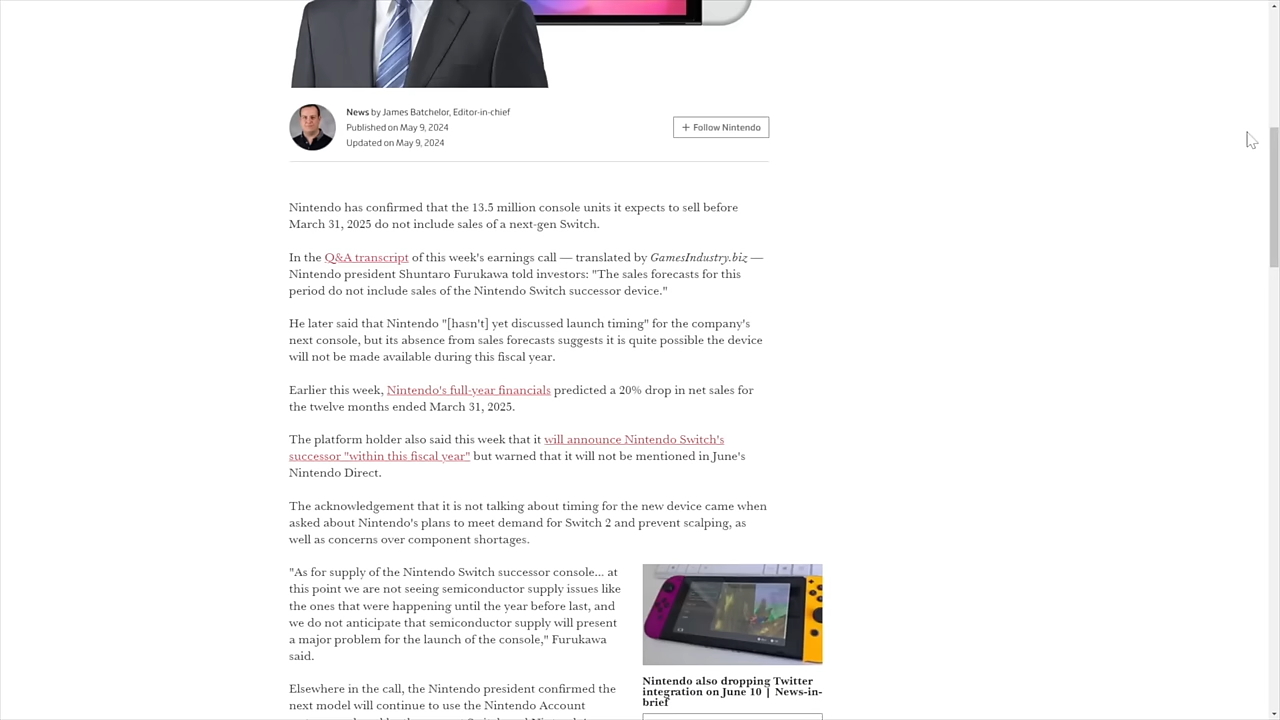 News by James Batchelor, Editor-in-chief
Published on May 9, 2024
Updated on May 9, 2024
+ Follow Nintendo
Nintendo has confirmed that the 13.5 million console units it expects to sell before
March 31, 2025 do not include sales of a next-gen Switch.
In the Q&A transcript of this week's earnings call — translated by GamesIndustry.biz —
Nintendo president Shuntaro Furukawa told investors: "The sales forecasts for this
period do not include sales of the Nintendo Switch successor device."
He later said that Nintendo "[hasn't] yet discussed launch timing" for the company's
next console, but its absence from sales forecasts suggests it is quite possible the device
will not be made available during this fiscal year.
Earlier this week, Nintendo's full-year financials predicted a 20% drop in net sales for
the twelve months ended March 31, 2025.
The platform holder also said this week that it will announce Nintendo Switch's
successor "within this fiscal year" but warned that it will not be mentioned in June's
Nintendo Direct.
The acknowledgement that it is not talking about timing for the new device came when
asked about Nintendo's plans to meet demand for Switch 2 and prevent scalping, as
well as concerns over component shortages.
"As for supply of the Nintendo Switch successor console... at
this point we are not seeing semiconductor supply issues like
the ones that were happening until the year before last, and
we do not anticipate that semiconductor supply will present
a major problem for the launch of the console," Furukawa
said.
Elsewhere in the call, the Nintendo president confirmed the
next model will continue to use the Nintendo Account
Nintendo also dropping Twitter
integration on June 10 | News-in-
brief